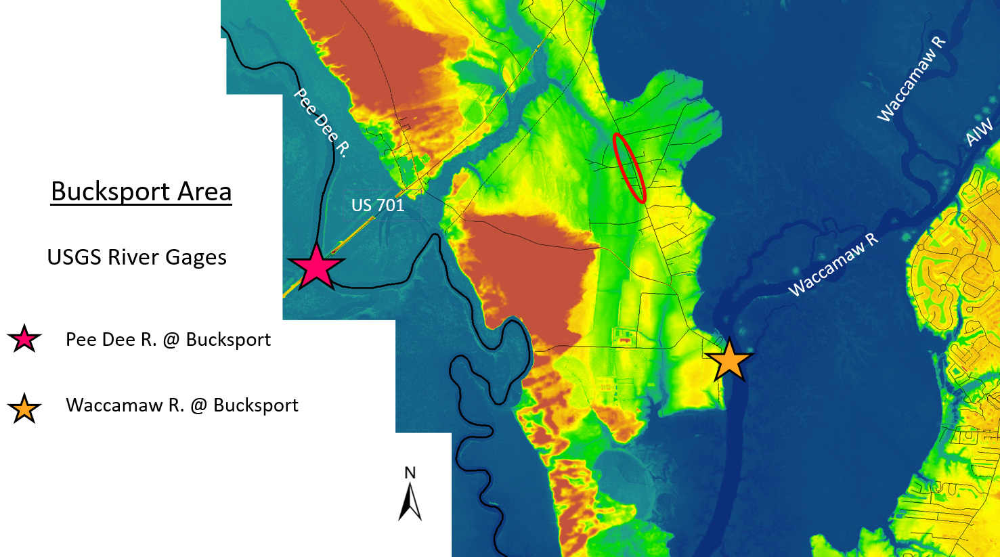 Bucksport Area
USGS River Gages
Pee Dee R. @ Bucksport
Waccamaw R. @ Bucksport
Pee Dee R.
US 701
N
Waccamaw R
AIW
Waccamaw R